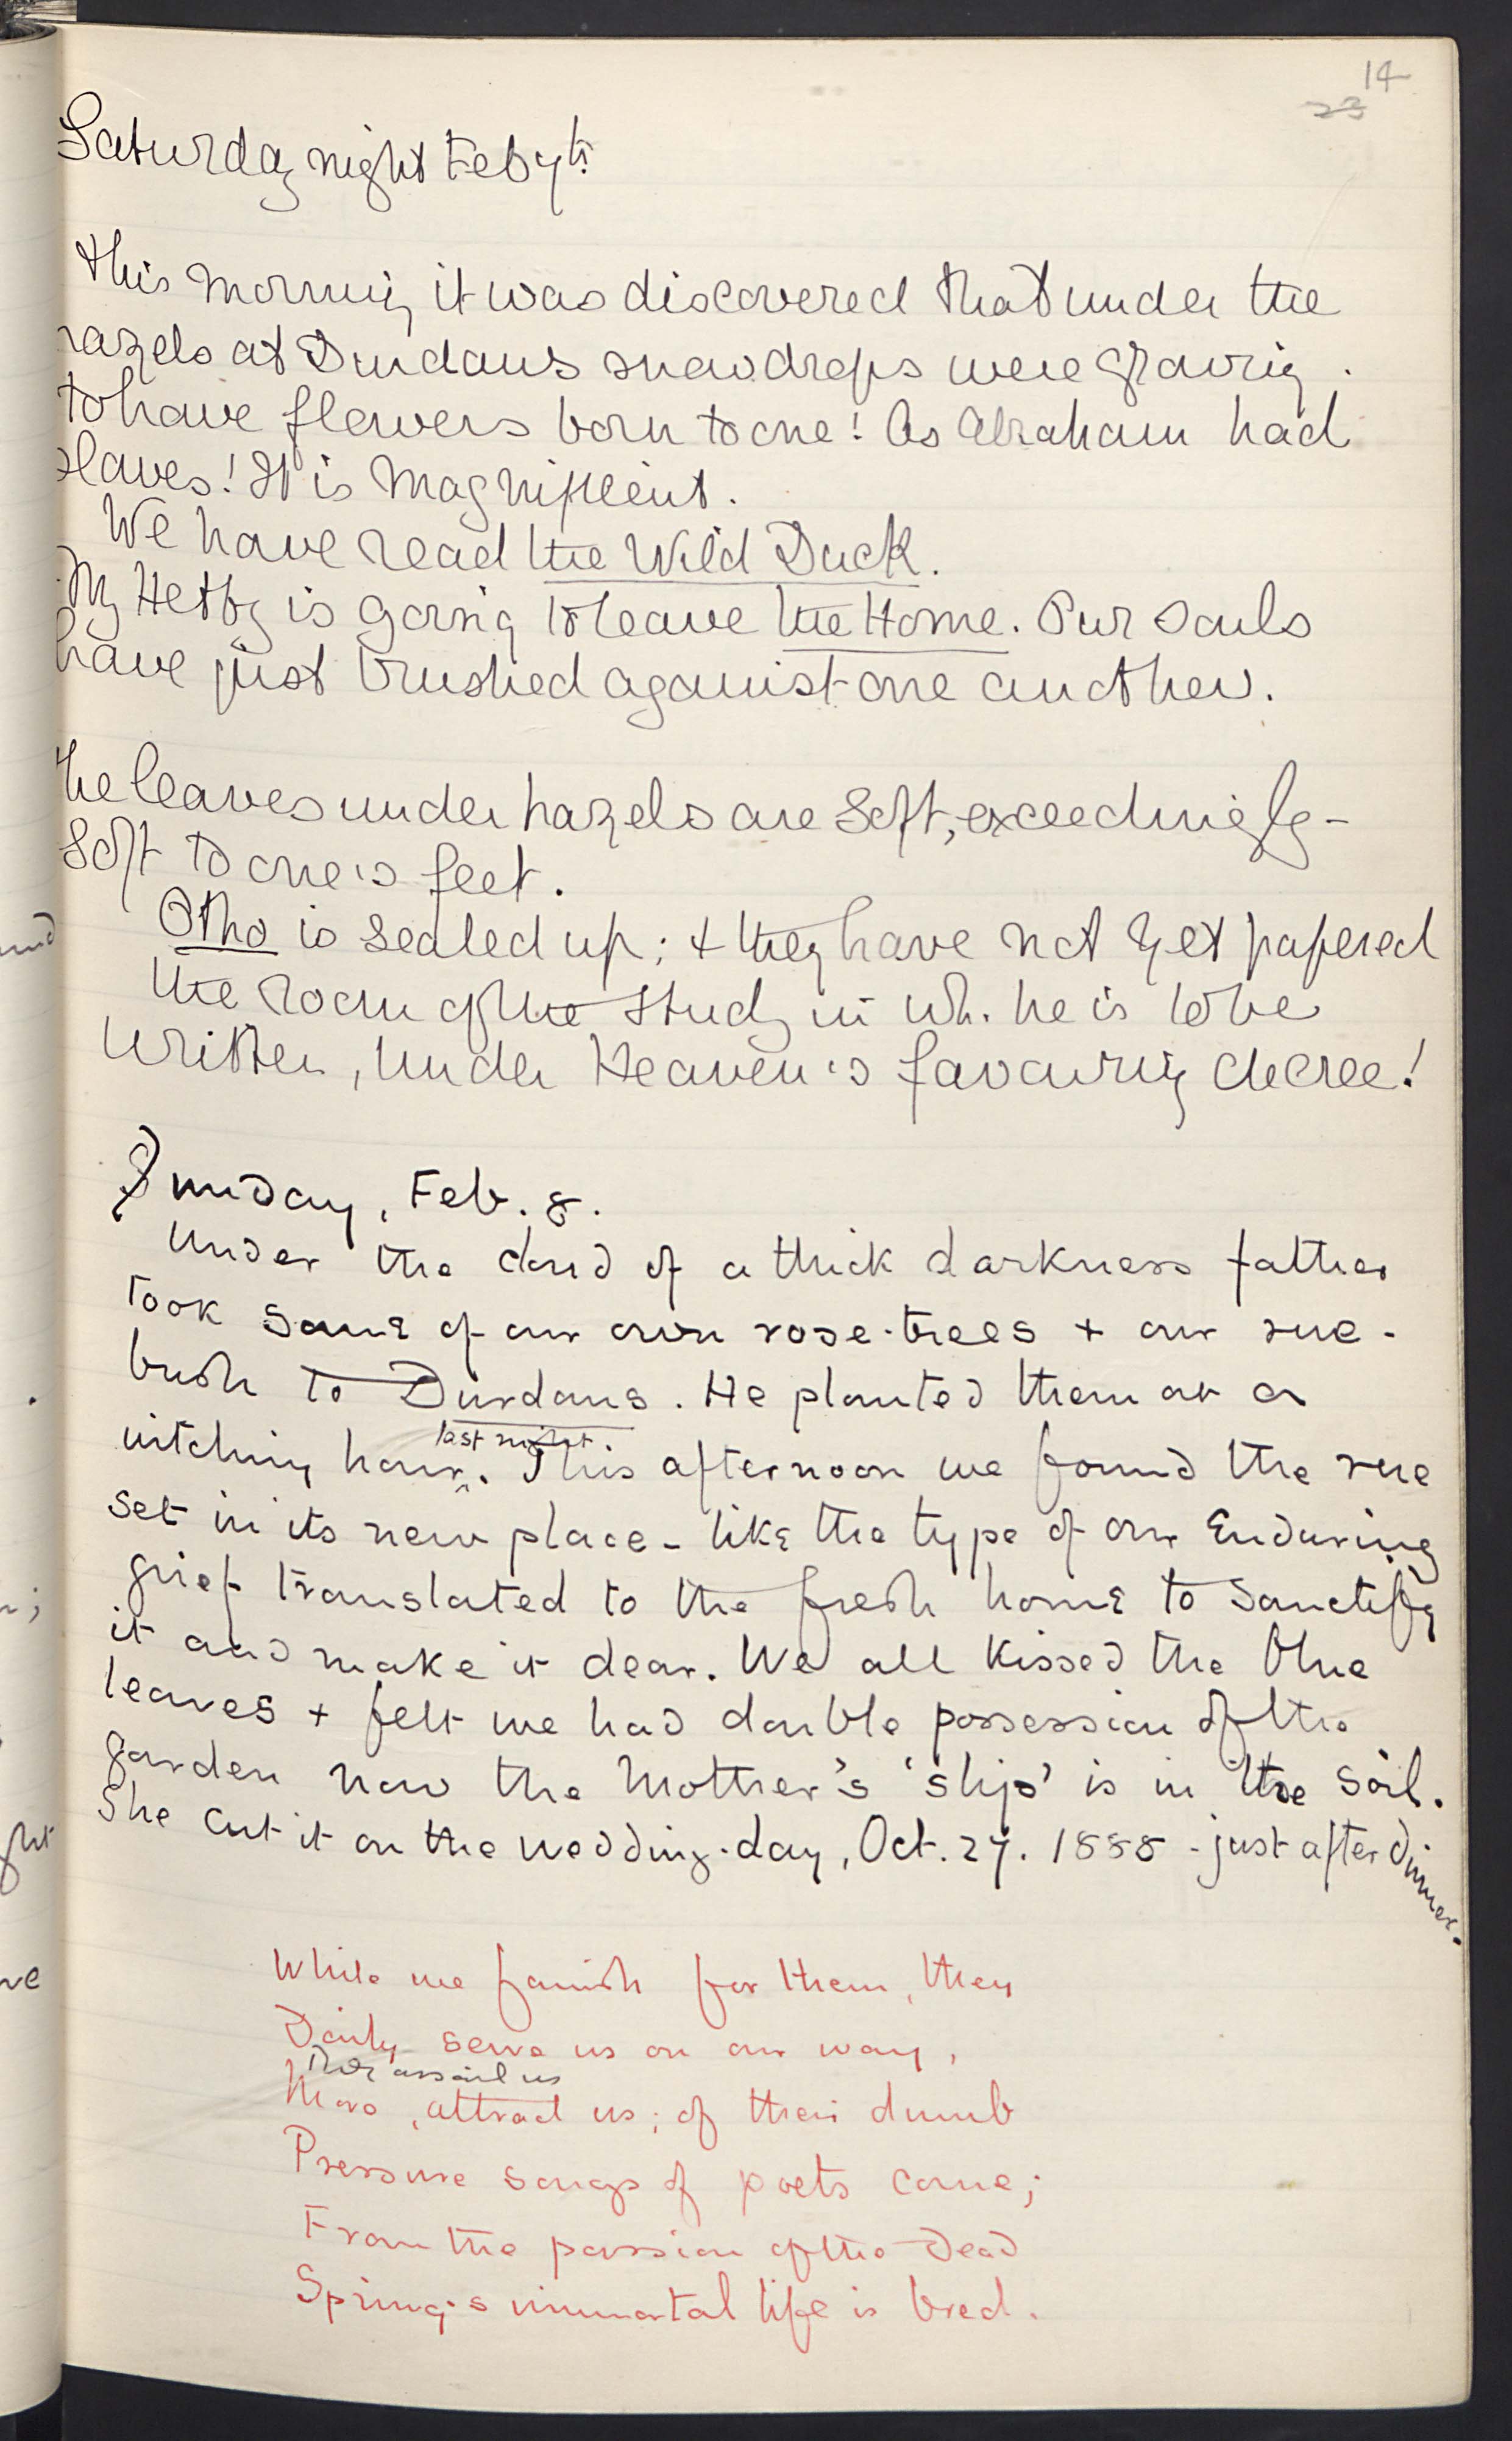 14
23
Saturday night Feb 7th
This morning it was discovered that under the
hazels at Durdans snowdrops were growing.
To have flowers born to one! As Abraham had
slaves! It is magnificent.
We have read the Wild Duck.
My Hetty is going to leave the Home. Our souls
have just brushed against one another.
The leaves under hazels are soft, exceedingly -
soft to one's feet.
Otho is sealed up; + they have not yet papered
the room of the study in wh. he is to be
written, under Heaven's favouring decree!
Sunday, Feb. 8.
Under the cloud of a thick darkness father
took some of our own rose-trees + our rue-
bush to Durdans. He planted them at a
last night.
witching hour. This afternoon we found the rue
set in its new place - like the type of our enduring
grief translated to the fresh home to sanctify
it and make it dear. We all kissed the blue
leaves + felt we had double possession of the
garden now the Mother's 'slip' is in the soil.
She cut it on the wedding-day, Oct. 27. 1888 - just after dinner.
While we famish for them, they
Daily serve us on our way,
assail us
More, attract us; of their dumb
Pressure songs of poets come;
From the passion of the Dead
Spring's immortal life is bred.